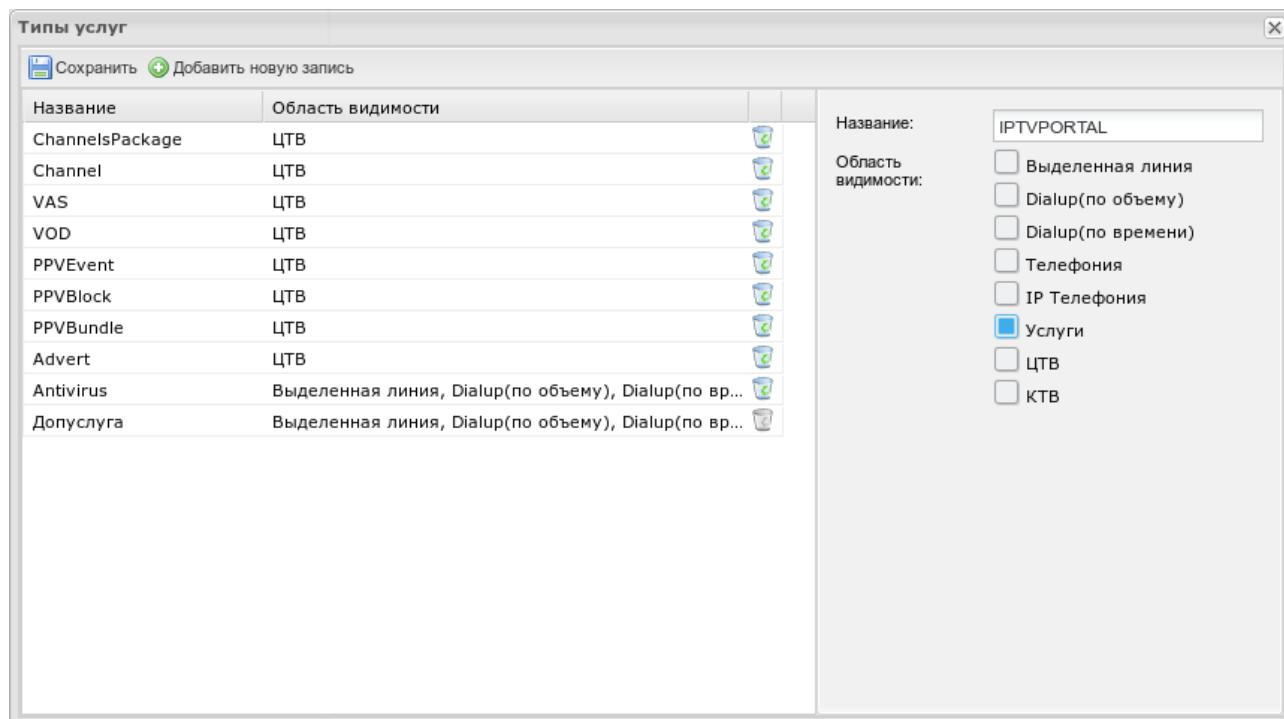 Типы услуг
Сохранить Добавить новую запись
Название Область видимости
ChannelsPackage ЦТВ
Channel ЦТВ
VAS ЦТВ
VOD ЦТВ
PPVEvent ЦТВ
PPVBlock ЦТВ
PPVBundle ЦТВ
Advert ЦТВ
Antivirus Выделенная линия, Dialup(по объему), Dialup(по вр...
Допуслуга Выделенная линия, Dialup(по объему), Dialup(по вр...
Название: IPTVPORTAL
Область
видимости:
Выделенная линия
Dialup(по объему)
Dialup(по времени)
Телефония
IP Телефония
Услуги
ЦТВ
КТВ